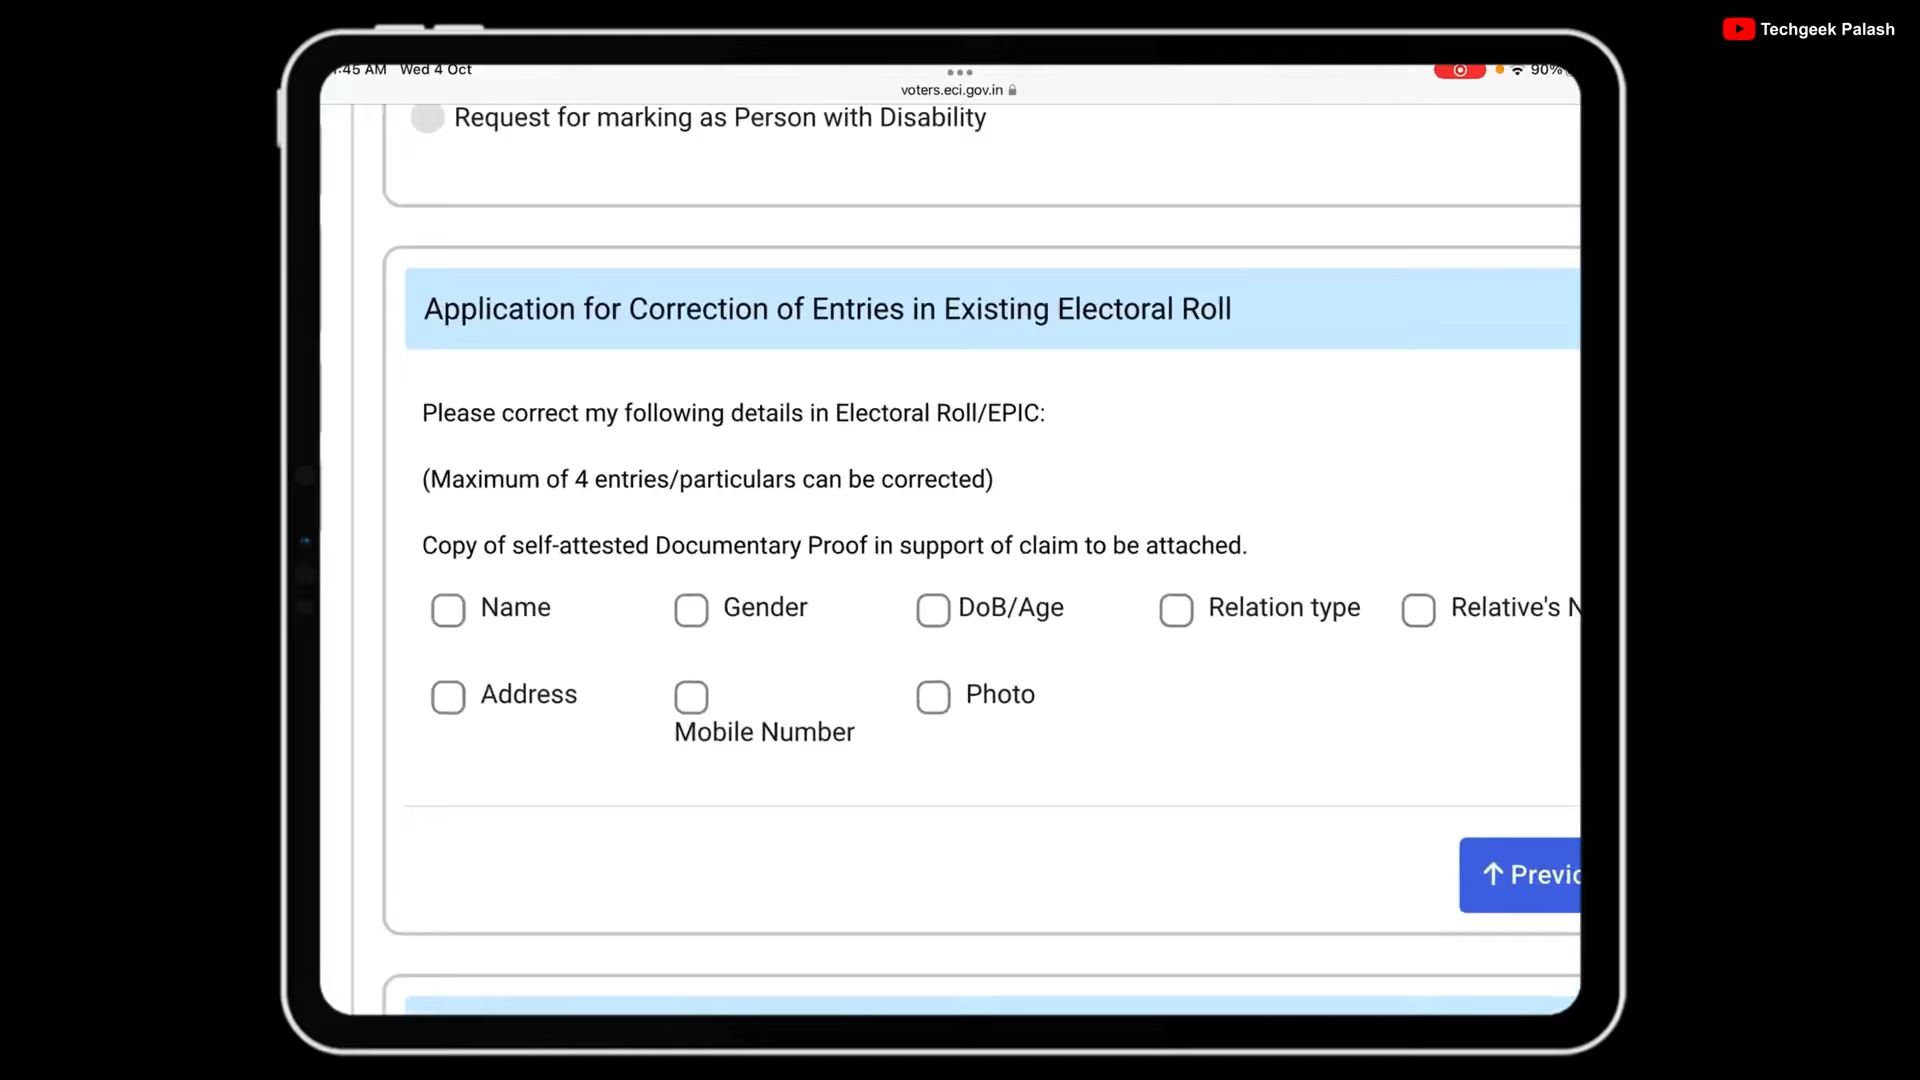 Techgeek Palash
:45 AM Wed 4 Oct
90%
voters.eci.gov.in
Request for marking as Person with Disability
Application for Correction of Entries in Existing Electoral Roll
Please correct my following details in Electoral Roll/EPIC:
(Maximum of 4 entries/particulars can be corrected)
Copy of self-attested Documentary Proof in support of claim to be attached.
Name Gender DoB/Age Relation type Relative's
Address Photo
Mobile Number